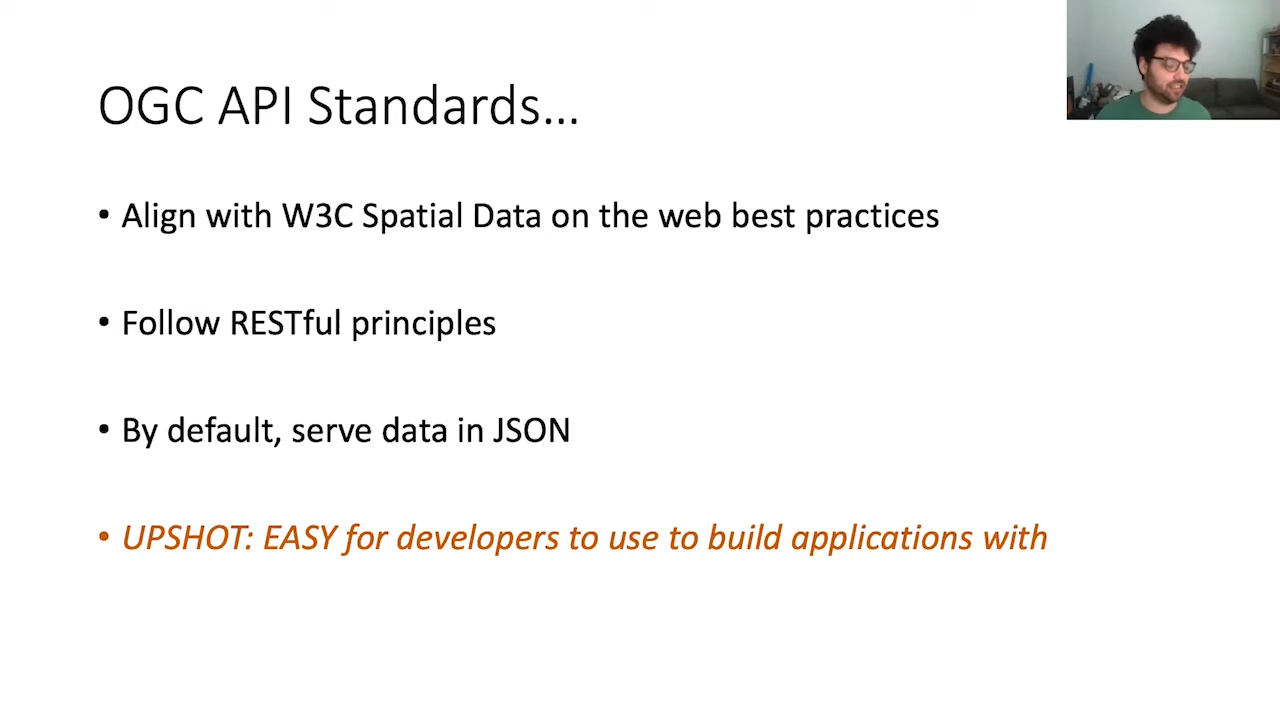 OGC API Standards...
• Align with W3C Spatial Data on the web best practices
• Follow RESTful principles
• By default, serve data in JSON
• UPSHOT: EASY for developers to use to build applications with